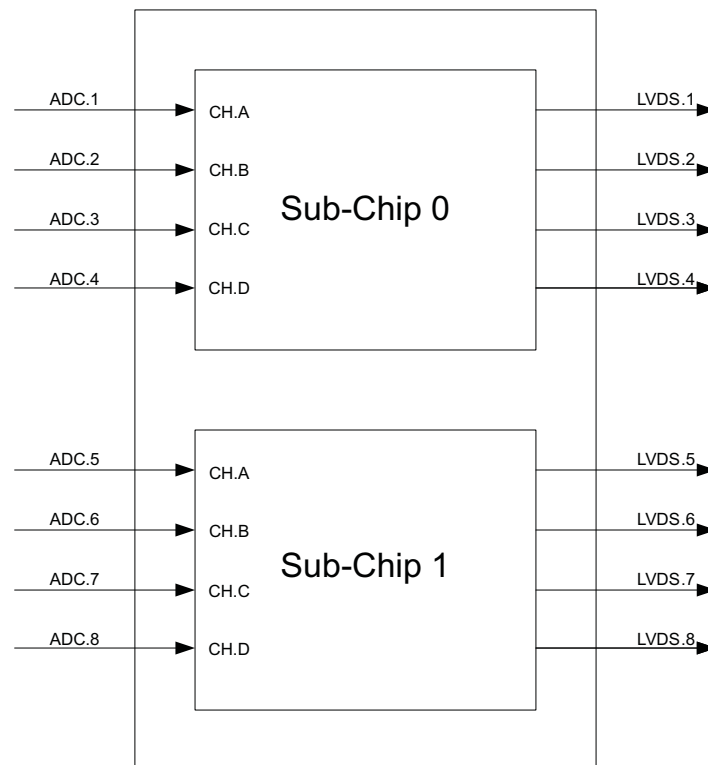 ADC.1
CH.A
LVDS.1
ADC.2
CH.B
LVDS.2
Sub-Chip 0
ADC.3
CH.C
LVDS.3
ADC.4
CH.D
LVDS.4
ADC.5
CH.A
LVDS.5
ADC.6
CH.B
LVDS.6
Sub-Chip 1
ADC.7
CH.C
LVDS.7
ADC.8
CH.D
LVDS.8